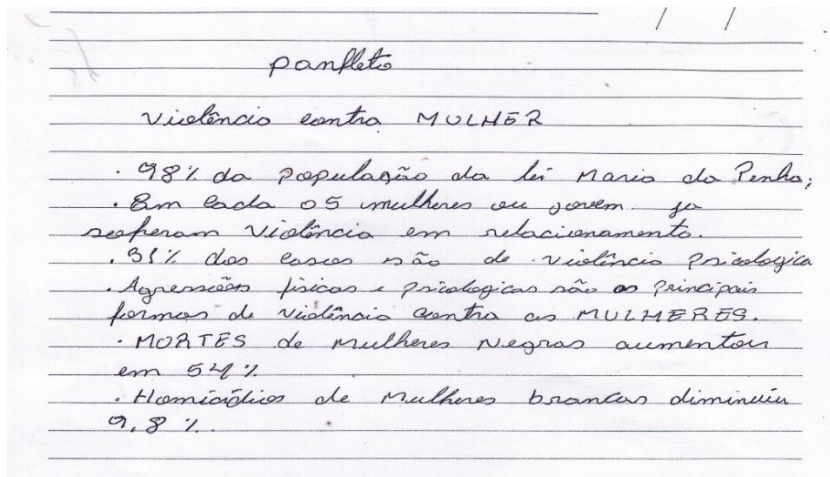 panfleto
Violência contra MULHER
. 98% da população da lei Maria da Penha;
. Em cada 05 mulheres ou jovem ja
soferam violência em relacionamento.
. 31% dos casos são de violência Psicologica
. Agressões físicas e psicologicas são as principais
formas de violência contra as MULHERES.
. MORTES de mulheres Negras aumentou
em 54%
. Homicídios de mulheres brancas diminuiu
9,8%.